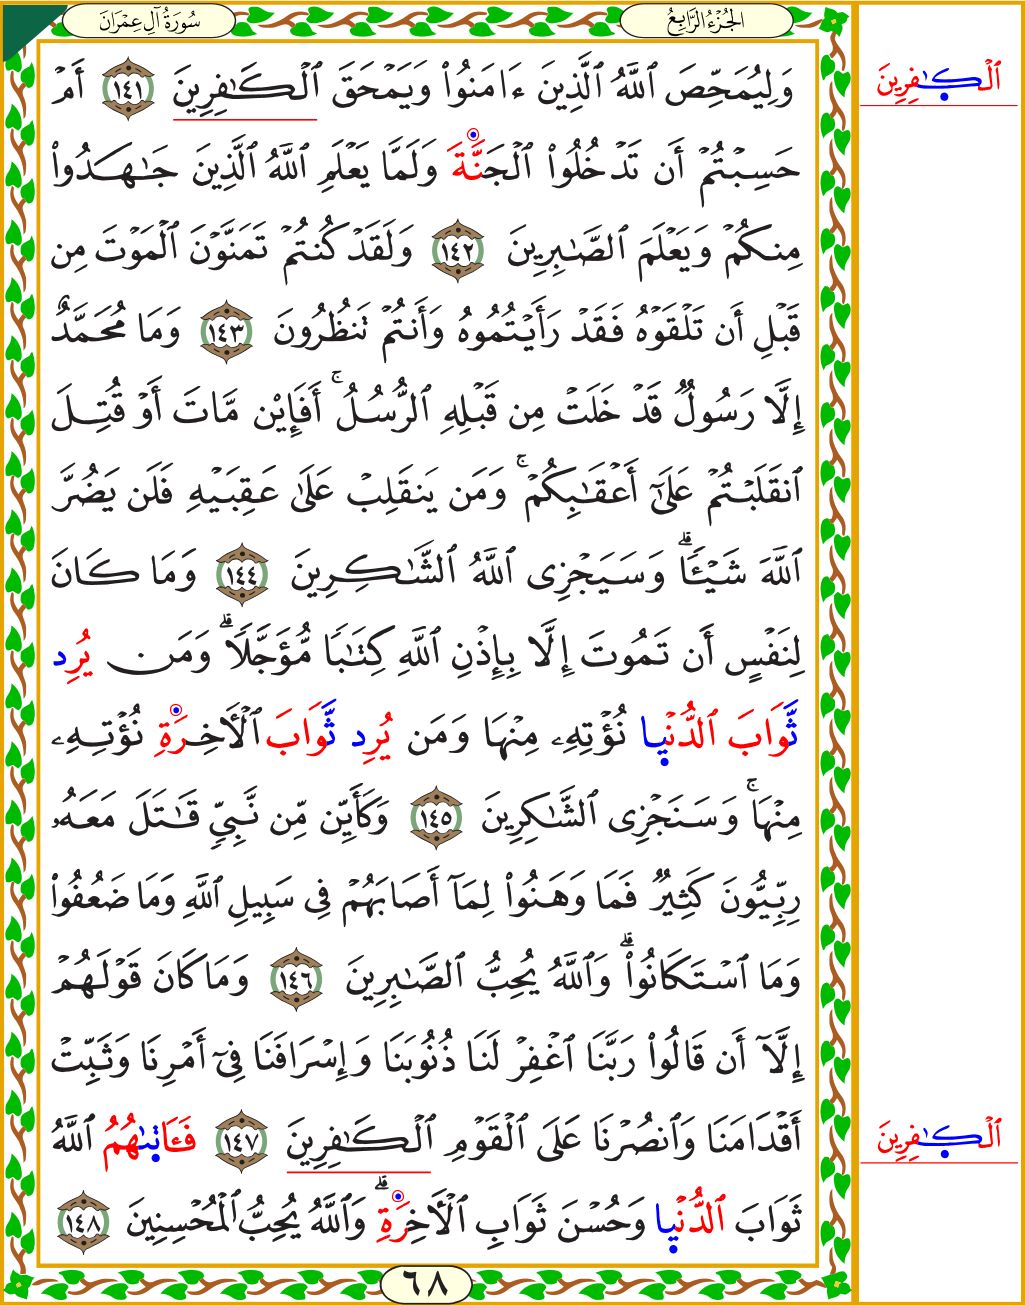 سُورَةُ آلِ عِمْرَان
الجُزْءُ الرَّابِعُ
وَلِيُمَحِّصَ ٱللَّهُ ٱلَّذِينَ ءَامَنُوا۟ وَيَمْحَقَ ٱلْكَـٰفِرِينَ ١٤١ أَمْ
ٱلْكَـٰفِرِينَ
حَسِبْتُمْ أَن تَدْخُلُوا۟ ٱلْجَنَّةَ وَلَمَّا يَعْلَمِ ٱللَّهُ ٱلَّذِينَ جَـٰهَدُوا۟
مِنكُمْ وَيَعْلَمَ ٱلصَّـٰبِرِينَ ١٤٢ وَلَقَدْ كُنتُمْ تَمَنَّوْنَ ٱلْمَوْتَ مِن
قَبْلِ أَن تَلْقَوْهُ فَقَدْ رَأَيْتُمُوهُ وَأَنتُمْ تَنظُرُونَ ١٤٣ وَمَا مُحَمَّدٌ
إِلَّا رَسُولٌ قَدْ خَلَتْ مِن قَبْلِهِ ٱلرُّسُلُ ۚ أَفَإِي۟ن مَّاتَ أَوْ قُتِلَ
ٱنقَلَبْتُمْ عَلَىٰٓ أَعْقَـٰبِكُمْ ۚ وَمَن يَنقَلِبْ عَلَىٰ عَقِبَيْهِ فَلَن يَضُرَّ
ٱللَّهَ شَيْـًٔا ۗ وَسَيَجْزِى ٱللَّهُ ٱلشَّـٰكِرِينَ ١٤٤ وَمَا كَانَ
لِنَفْسٍ أَن تَمُوتَ إِلَّا بِإِذْنِ ٱللَّهِ كِتَـٰبًا مُّؤَجَّلًا ۗ وَمَن يُرِد
ثَّوَابَ ٱلدُّنْيَا نُؤْتِهِۦ مِنْهَا وَمَن يُرِد ثَّوَابَ ٱلْـَٔاخِرَةِ نُؤْتِهِۦ
مِنْهَا ۚ وَسَنَجْزِى ٱلشَّـٰكِرِينَ ١٤٥ وَكَأَيِّن مِّن نَّبِىٍّ قَـٰتَلَ مَعَهُۥ
رِبِّيُّونَ كَثِيرٌ فَمَا وَهَنُوا۟ لِمَآ أَصَابَهُمْ فِى سَبِيلِ ٱللَّهِ وَمَا ضَعُفُوا۟
وَمَا ٱسْتَكَانُوا۟ ۗ وَٱللَّهُ يُحِبُّ ٱلصَّـٰبِرِينَ ١٤٦ وَمَا كَانَ قَوْلَهُمْ
إِلَّآ أَن قَالُوا۟ رَبَّنَا ٱغْفِرْ لَنَا ذُنُوبَنَا وَإِسْرَافَنَا فِىٓ أَمْرِنَا وَثَبِّتْ
أَقْدَامَنَا وَٱنصُرْنَا عَلَى ٱلْقَوْمِ ٱلْكَـٰفِرِينَ ١٤٧ فَـَٔاتَىٰهُمُ ٱللَّهُ
ٱلْكَـٰفِرِينَ
ثَوَابَ ٱلدُّنْيَا وَحُسْنَ ثَوَابِ ٱلْـَٔاخِرَةِ ۗ وَٱللَّهُ يُحِبُّ ٱلْمُحْسِنِينَ ١٤٨
٦٨